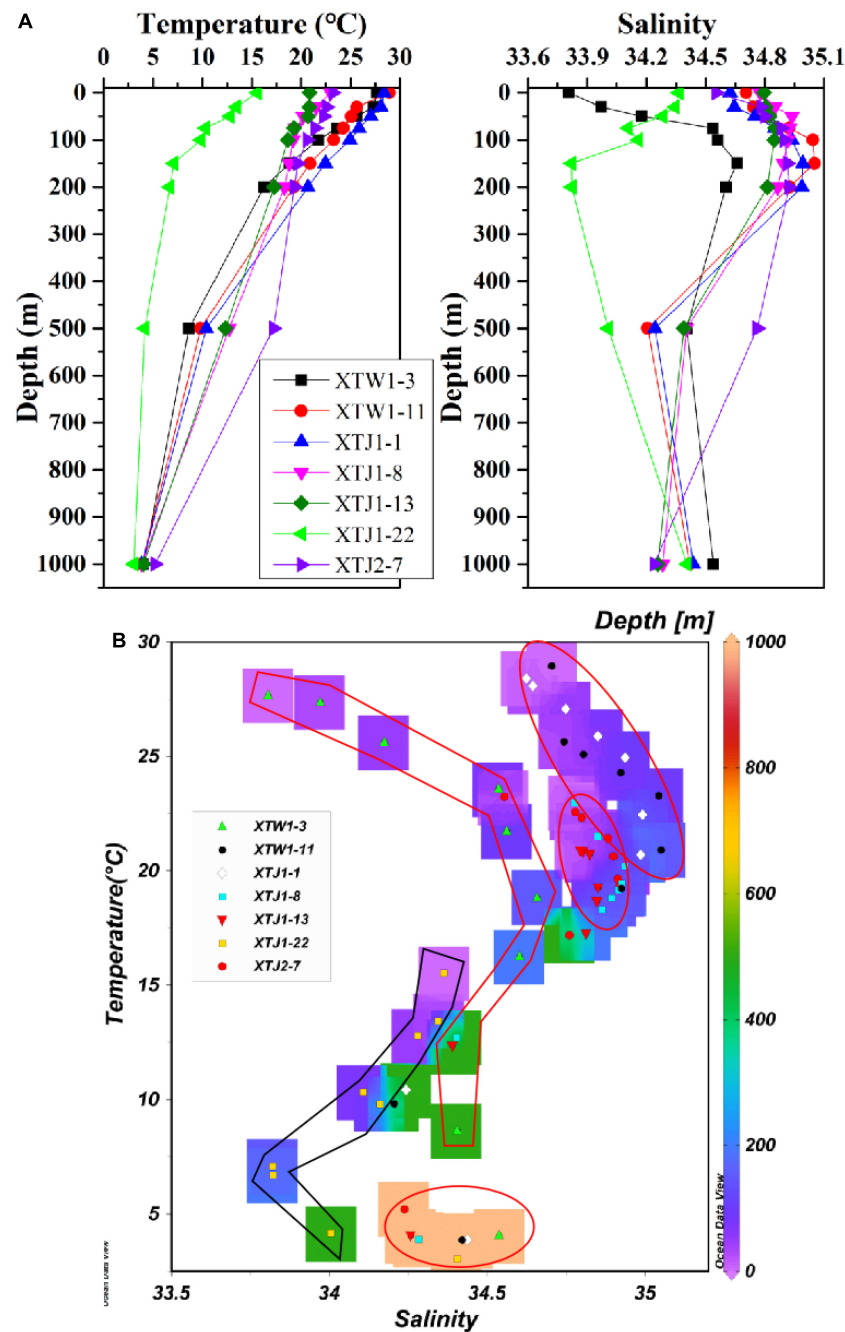 A
Temperature (°C)
0 5 10 15 20 25 30
Depth (m)
0
100
200
300
400
500
600
700
800
900
1000
XTW1-3
XTW1-11
XTJ1-1
XTJ1-8
XTJ1-13
XTJ1-22
XTJ2-7
Salinity
33.6 33.9 34.2 34.5 34.8 35.1
Depth (m)
0
100
200
300
400
500
600
700
800
900
1000
B
Depth [m]
30
25
20
15
10
5
Temperature(°C)
XTW1-3
XTW1-11
XTJ1-1
XTJ1-8
XTJ1-13
XTJ1-22
XTJ2-7
1000
800
600
400
200
0
Ocean Data View
Ocean Data View
33.5 34 34.5 35
Salinity